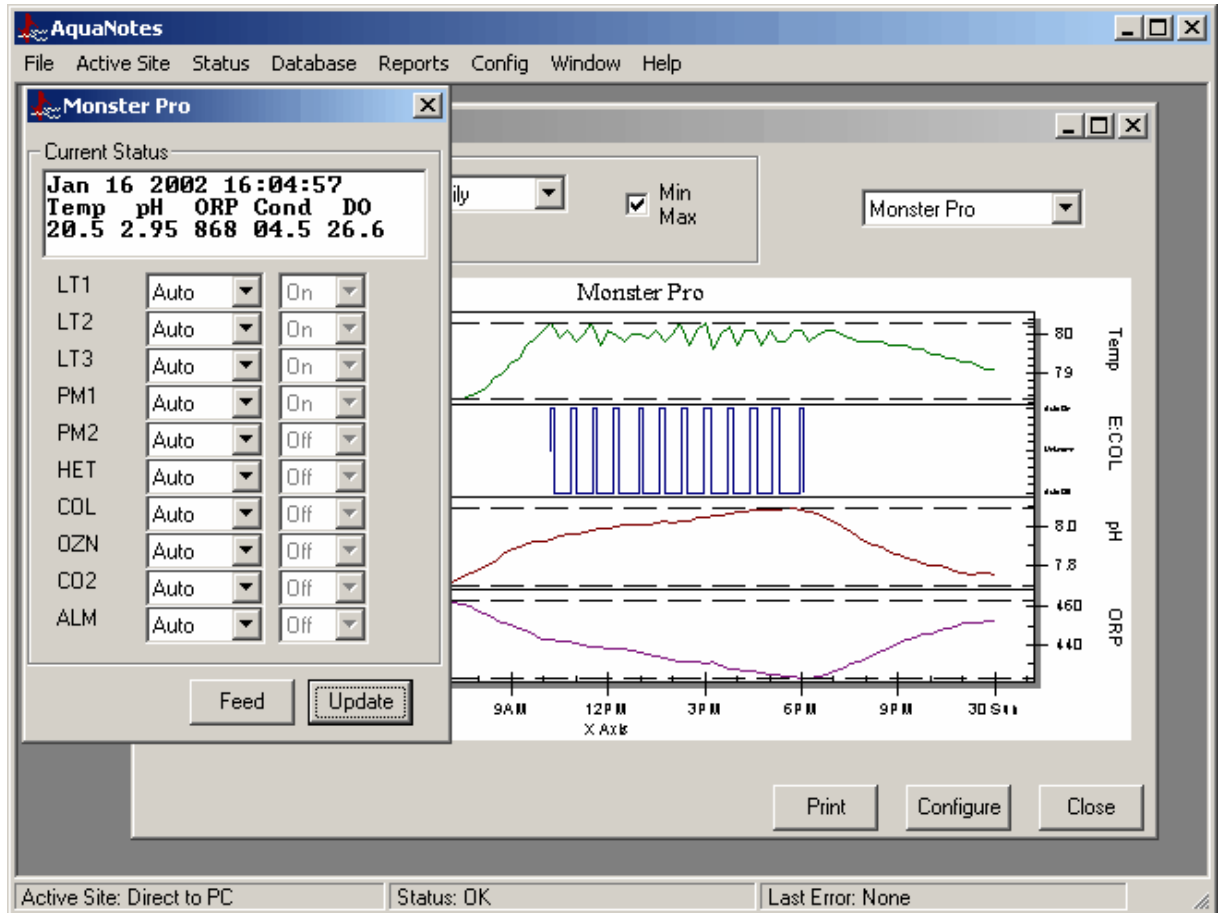 AquaNotes
File Active Site Status Database Reports Config Window Help
Monster Pro
Current Status
Jan 16 2002 16:04:57
Temp pH ORP Cond DO
20.5 2.95 868 04.5 26.6
LT1 Auto On
LT2 Auto On
LT3 Auto On
PM1 Auto On
PM2 Auto Off
HET Auto Off
COL Auto Off
OZN Auto Off
CO2 Auto Off
ALM Auto Off
Feed Update
ily
Min
Max
Monster Pro
Monster Pro
80
79
Temp
E:COL
8.0
7.8
pH
460
440
ORP
9AM 12PM 3PM 6PM 9PM 30
X Axis
Print Configure Close
Active Site: Direct to PC Status: OK Last Error: None